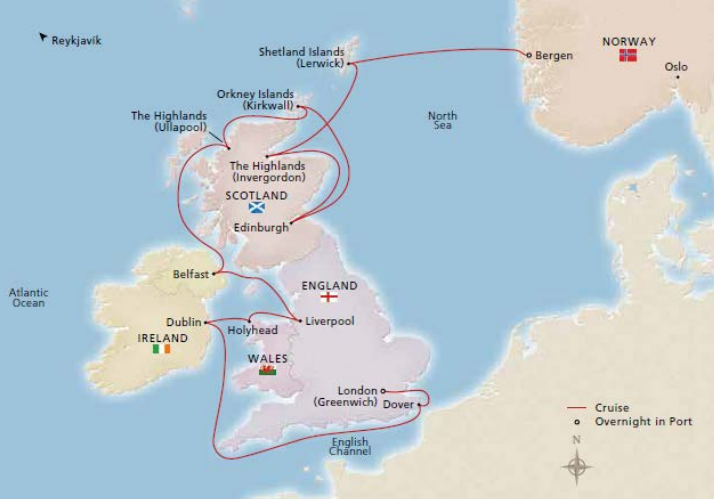 Reykjavík
Shetland Islands
(Lerwick)
Bergen
NORWAY
Oslo
Orkney Islands
(Kirkwall)
The Highlands
(Ullapool)
North
Sea
The Highlands
(Invergordon)
SCOTLAND
Edinburgh
Belfast
ENGLAND
Atlantic
Ocean
Dublin
Holyhead
Liverpool
IRELAND
WALES
London
(Greenwich)
Dover
English
Channel
Cruise
Overnight in Port
N